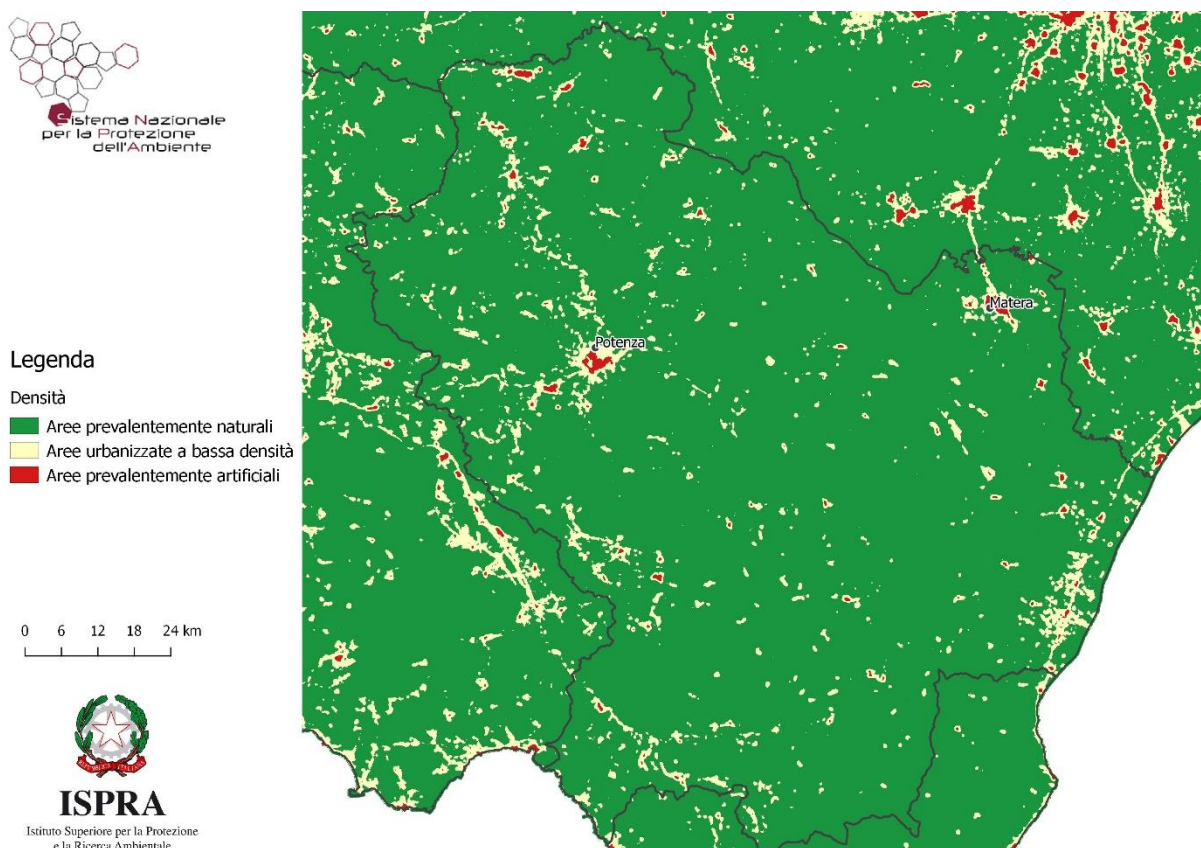 Sistema Nazionale
per la Protezione
dell'Ambiente
Potenza
Matera
Legenda
Densità
Aree prevalentemente naturali
Aree urbanizzate a bassa densità
Aree prevalentemente artificiali
0 6 12 18 24 km
ISPRA
Istituto Superiore per la Protezione
e la Ricerca Ambientale